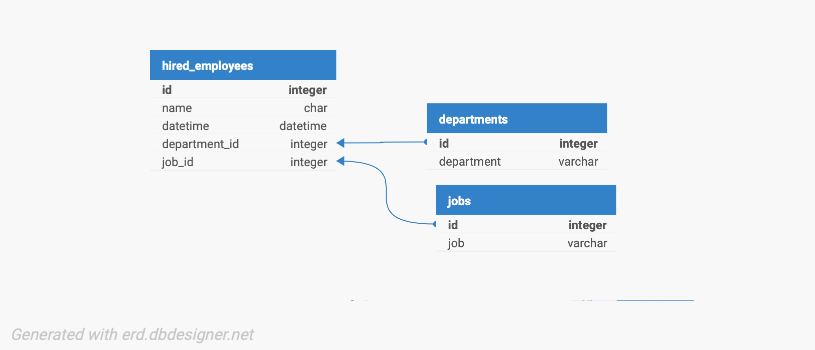 hired_employees
id integer
name char
datetime datetime
department_id integer
job_id integer
departments
id integer
department varchar
jobs
id integer
job varchar
Generated with erd.dbdesigner.net